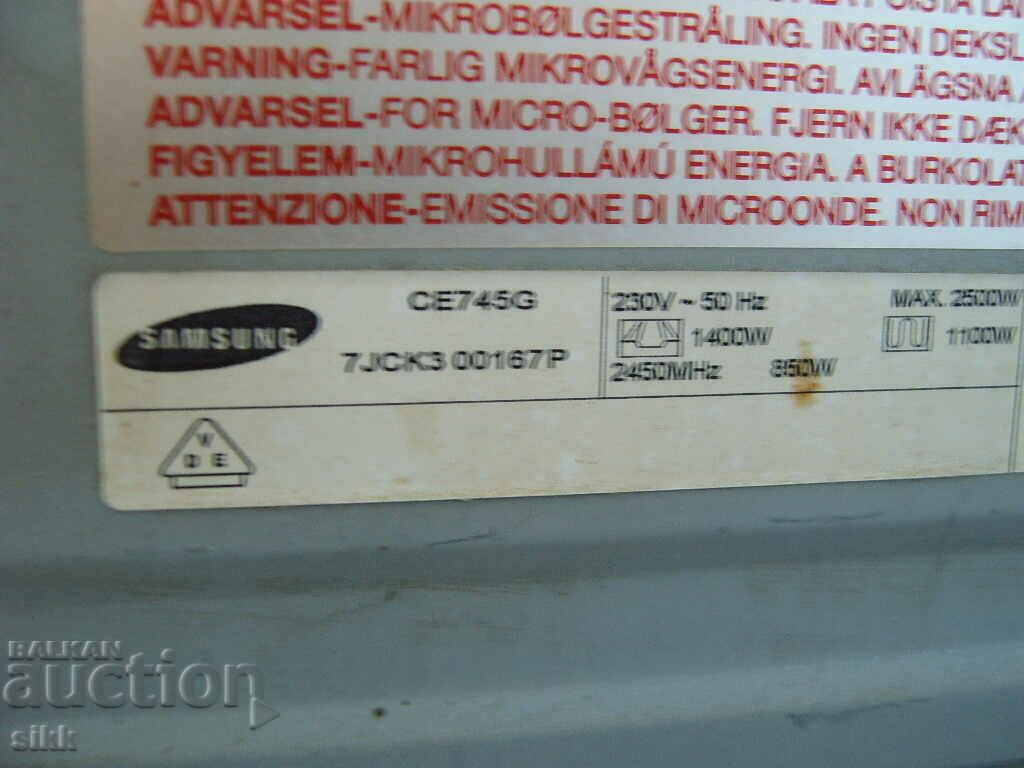 ADVARSEL-MIKROBØLGESTRÅLING. INGEN DEKSL
VARNING-FARLIG MIKROVÅGSENERGI. AVLÄGSNA
ADVARSEL-FOR MICRO-BØLGER. FJERN IKKE DÆK
FIGYELEM-MIKROHULLÁMÚ ENERGIA. A BURKOLAT
ATTENZIONE-EMISSIONE DI MICROONDE. NON RIM
SAMSUNG
CE745G
7JCK3 00167P
230V ~ 50 Hz MAX. 2500W
1400W 1100W
2450MHz 850W
V
D E
BALKAN
auction
sikk